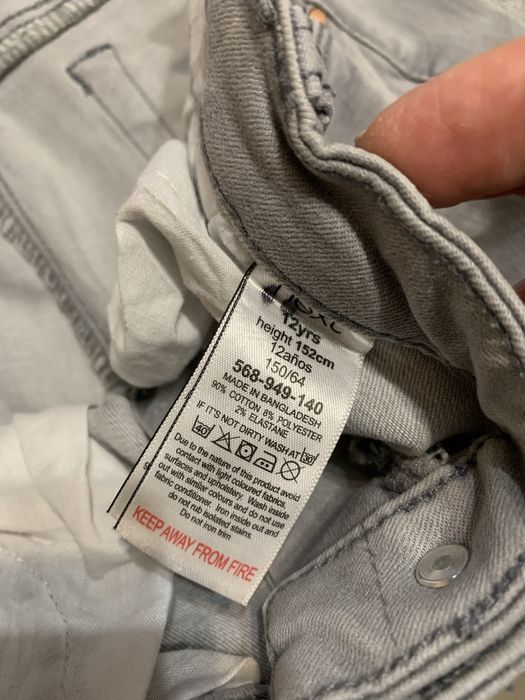 12yrs
height 152cm
12años
150/64
568-949-140
MADE IN BANGLADESH
90% COTTON 8% POLYESTER
2% ELASTANE
IF IT'S NOT DIRTY WASH AT 30
40
Due to the nature of this product avoid
contact with light coloured fabrics,
surfaces and upholstery. Wash inside
out with similar colours and do not use
fabric conditioner. Iron inside out and
do not rub isolated stains.
Do not iron trim
KEEP AWAY FROM FIRE